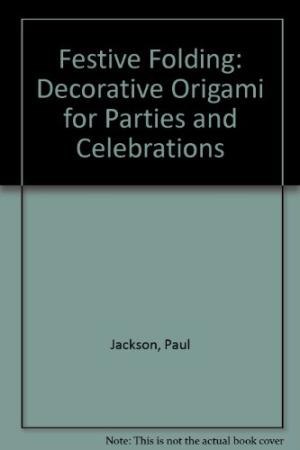 Festive Folding:
Decorative Origami
for Parties and
Celebrations
Jackson, Paul
Note: This is not the actual book cover